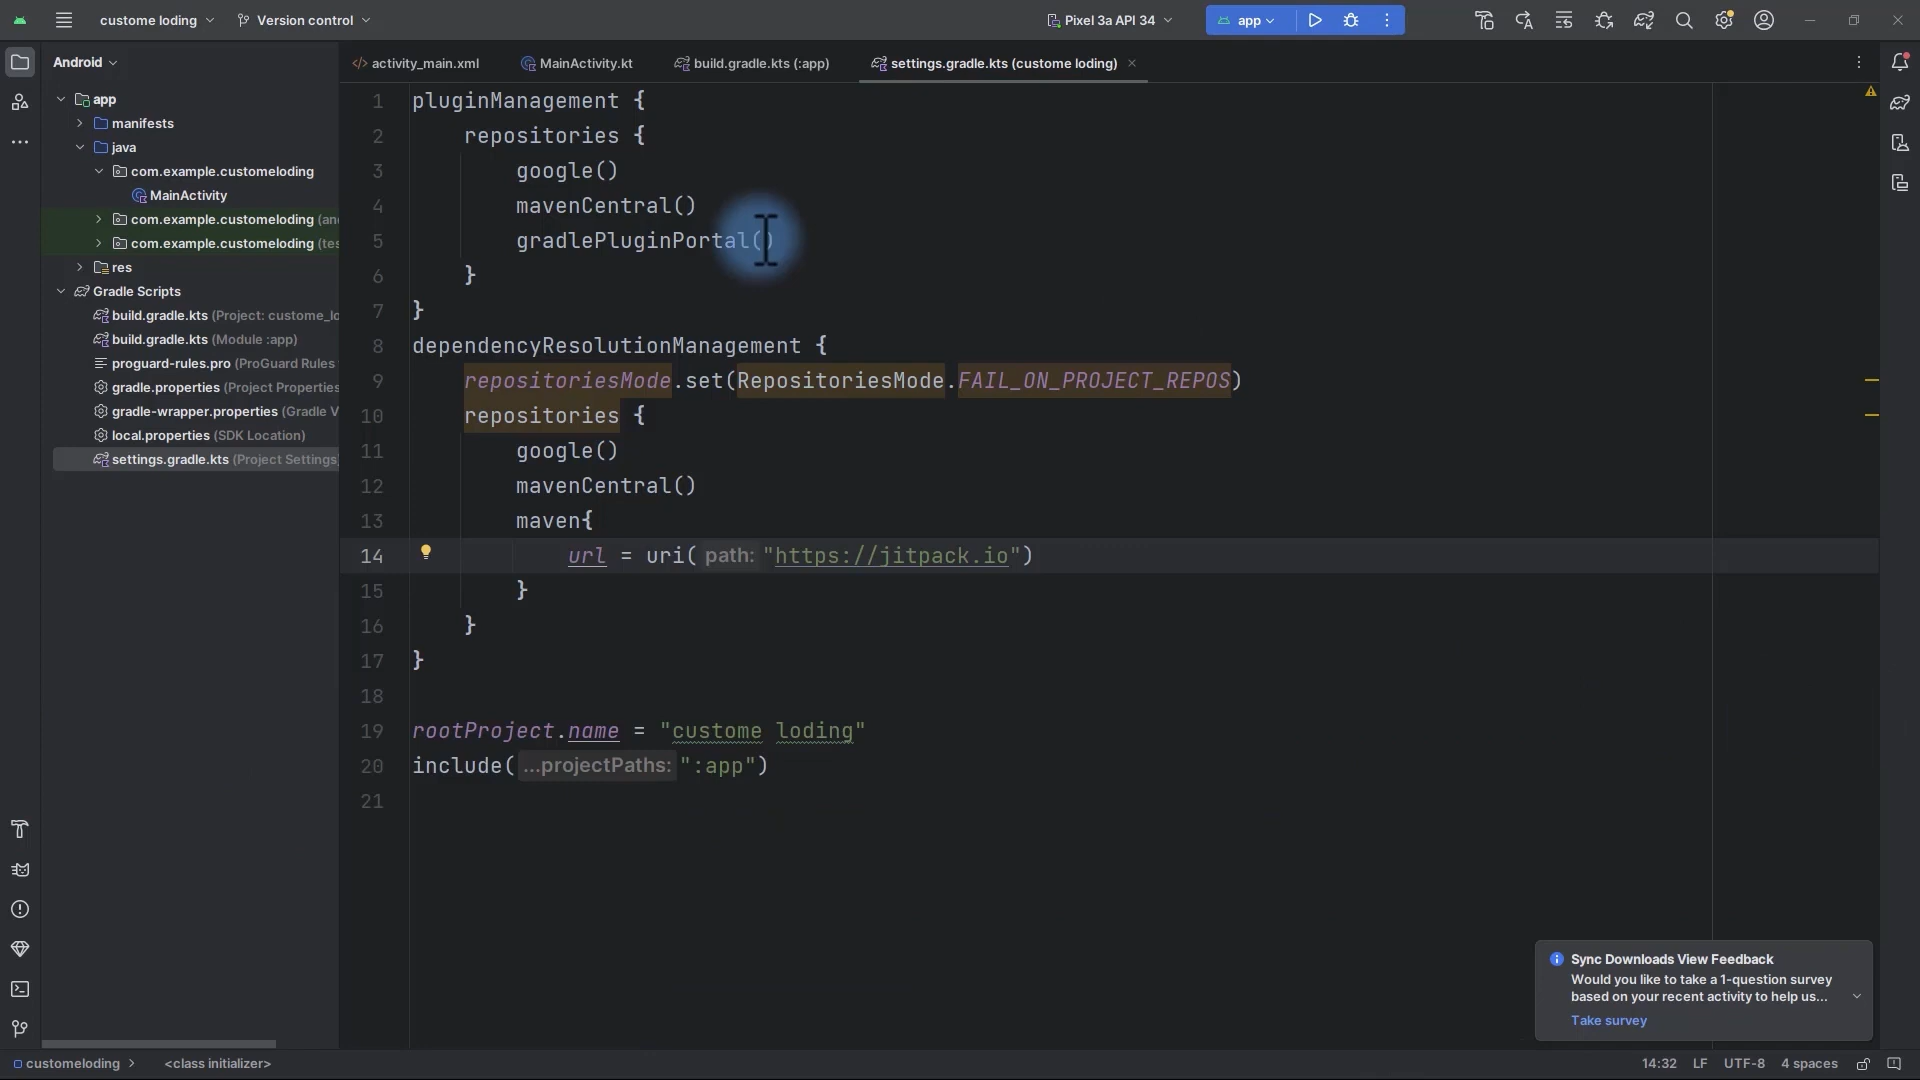 custome loding
Version control
Pixel 3a API 34
app
Android
activity_main.xml
MainActivity.kt
build.gradle.kts (:app)
settings.gradle.kts (custome loding)
app
manifests
java
com.example.customeloding
MainActivity
com.example.customeloding (an
com.example.customeloding (tes
res
Gradle Scripts
build.gradle.kts (Project: custome_lo
build.gradle.kts (Module :app)
proguard-rules.pro (ProGuard Rules
gradle.properties (Project Properties
gradle-wrapper.properties (Gradle V
local.properties (SDK Location)
settings.gradle.kts (Project Settings
1 pluginManagement {
2 repositories {
3 google()
4 mavenCentral()
5 gradlePluginPortal()
6 }
7 }
8 dependencyResolutionManagement {
9 repositoriesMode.set(RepositoriesMode.FAIL_ON_PROJECT_REPOS)
10 repositories {
11 google()
12 mavenCentral()
13 maven{
14 url = uri( path: "https://jitpack.io")
15 }
16 }
17 }
18
19 rootProject.name = "custome loding"
20 include( ...projectPaths: ":app")
21
Sync Downloads View Feedback
Would you like to take a 1-question survey
based on your recent activity to help us...
Take survey
customeloding
<class initializer>
14:32 LF UTF-8 4 spaces